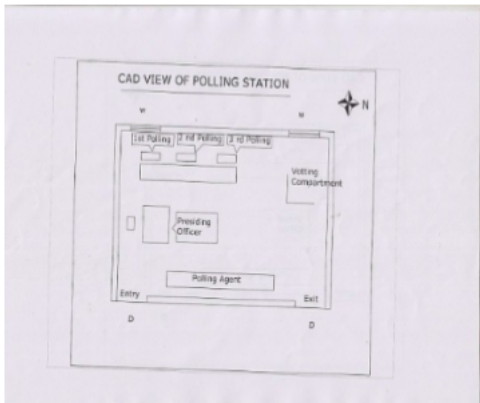 CAD VIEW OF POLLING STATION
N
W
W
1st Polling
2 nd Polling
3 rd Polling
Votting
Compartment
Presiding
Officer
Polling Agent
Entry
Exit
D
D